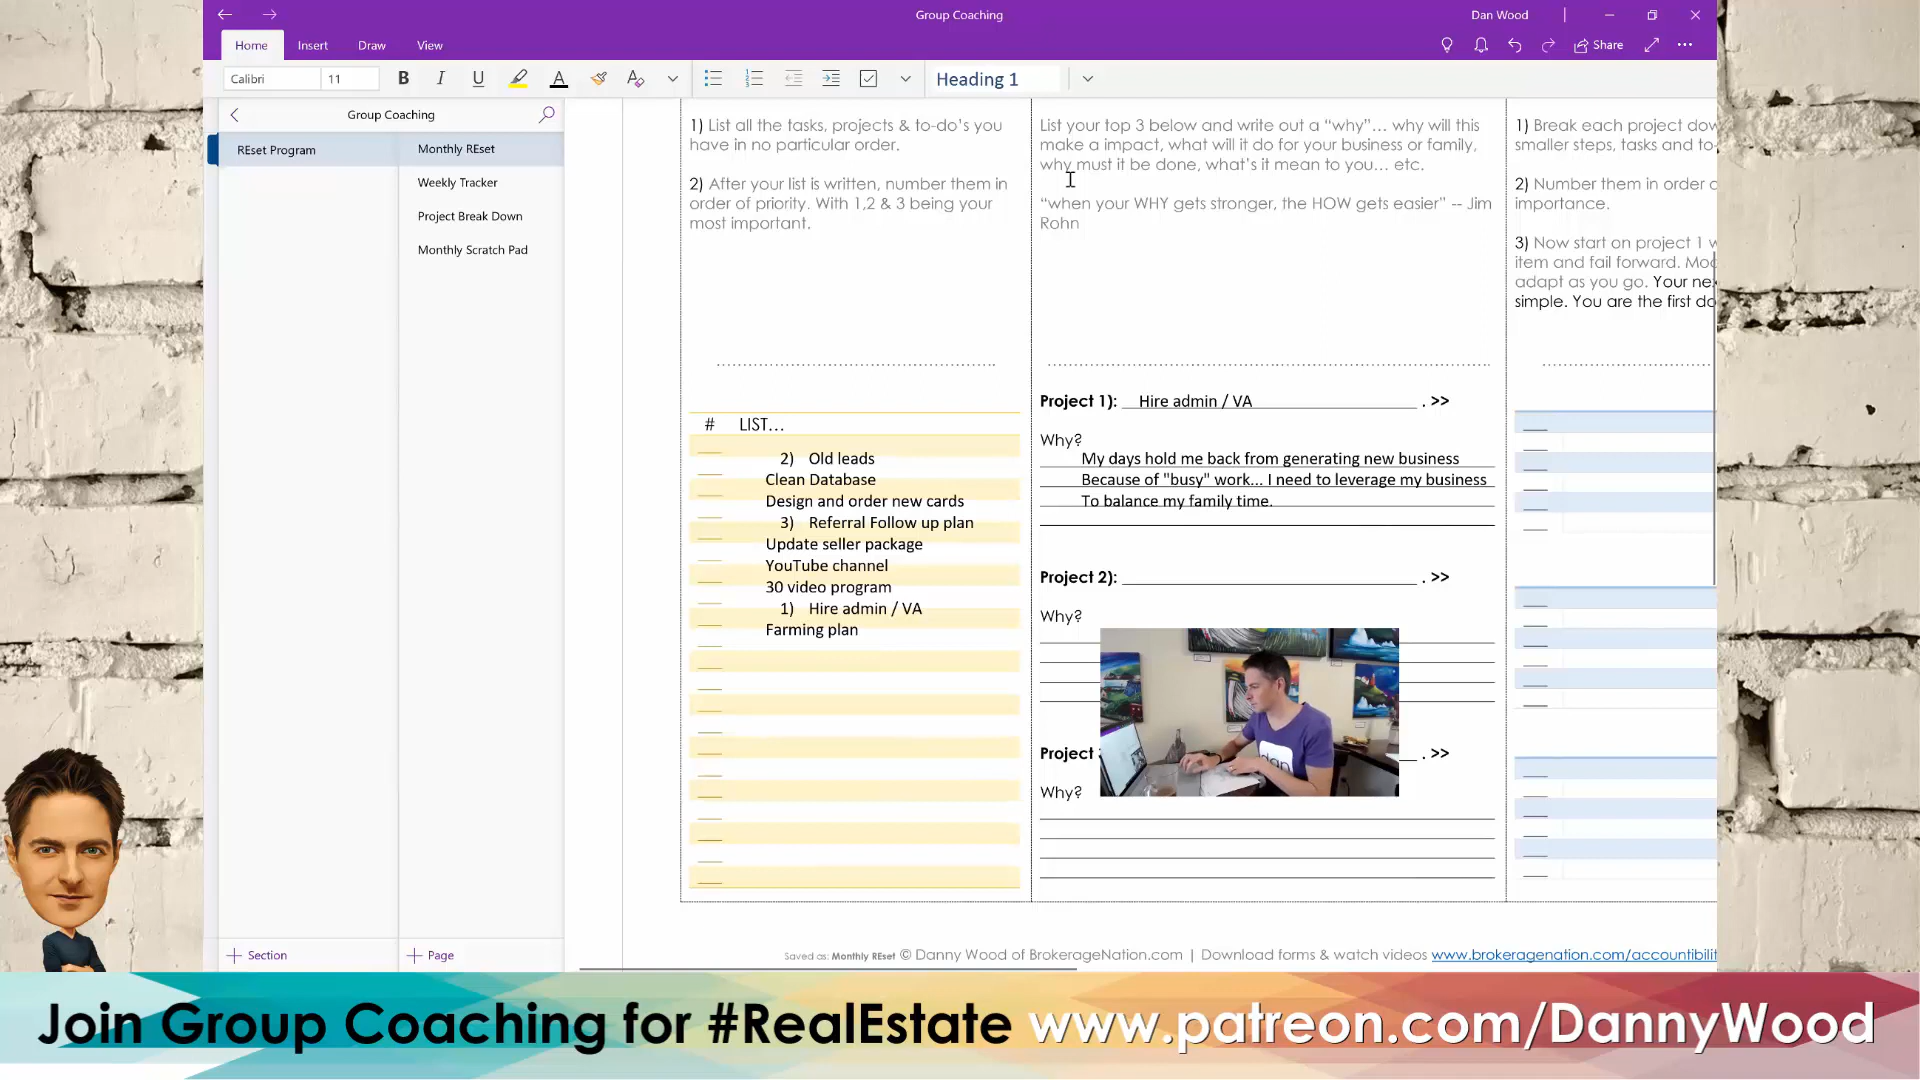 Group Coaching
Dan Wood
Home
Insert
Draw
View
Share
Calibri
11
B
I
U
A
A
Heading 1
Group Coaching
REset Program
Monthly REset
Weekly Tracker
Project Break Down
Monthly Scratch Pad
1) List all the tasks, projects & to-do's you
have in no particular order.
2) After your list is written, number them in
order of priority. With 1,2 & 3 being your
most important.
# LIST...
2) Old leads
Clean Database
Design and order new cards
3) Referral Follow up plan
Update seller package
YouTube channel
30 video program
1) Hire admin / VA
Farming plan
List your top 3 below and write out a “why”... why will this
make a impact, what will it do for your business or family,
why must it be done, what's it mean to you... etc.
“when your WHY gets stronger, the HOW gets easier” -- Jim
Rohn
Project 1): Hire admin / VA . >>
Why?
My days hold me back from generating new business
Because of "busy" work... I need to leverage my business
To balance my family time.
Project 2): . >>
Why?
Project . >>
Why?
1) Break each project dow
smaller steps, tasks and to
2) Number them in order
importance.
3) Now start on project 1
item and fail forward. Mod
adapt as you go. Your nex
simple. You are the first do
Saved as: Monthly REset © Danny Wood of BrokerageNation.com | Download forms & watch videos www.brokeragenation.com/accountibilit
Section
Page
Join Group Coaching for #RealEstate www.patreon.com/DannyWood